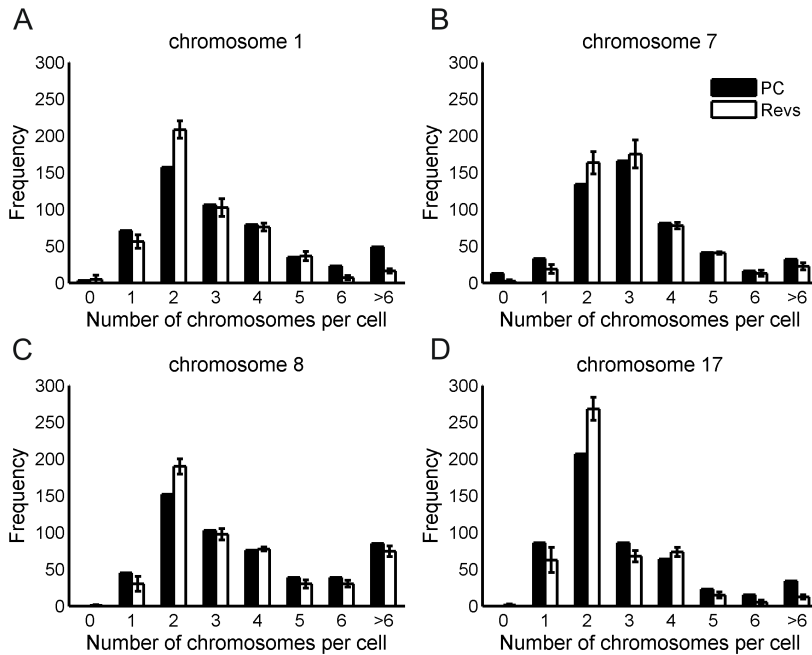 A
chromosome 1
300
250
200
150
100
50
0
Frequency
0 1 2 3 4 5 6 >6
Number of chromosomes per cell
B
chromosome 7
PC
Revs
300
250
200
150
100
50
0
Frequency
0 1 2 3 4 5 6 >6
Number of chromosomes per cell
C
chromosome 8
300
250
200
150
100
50
0
Frequency
0 1 2 3 4 5 6 >6
Number of chromosomes per cell
D
chromosome 17
300
250
200
150
100
50
0
Frequency
0 1 2 3 4 5 6 >6
Number of chromosomes per cell